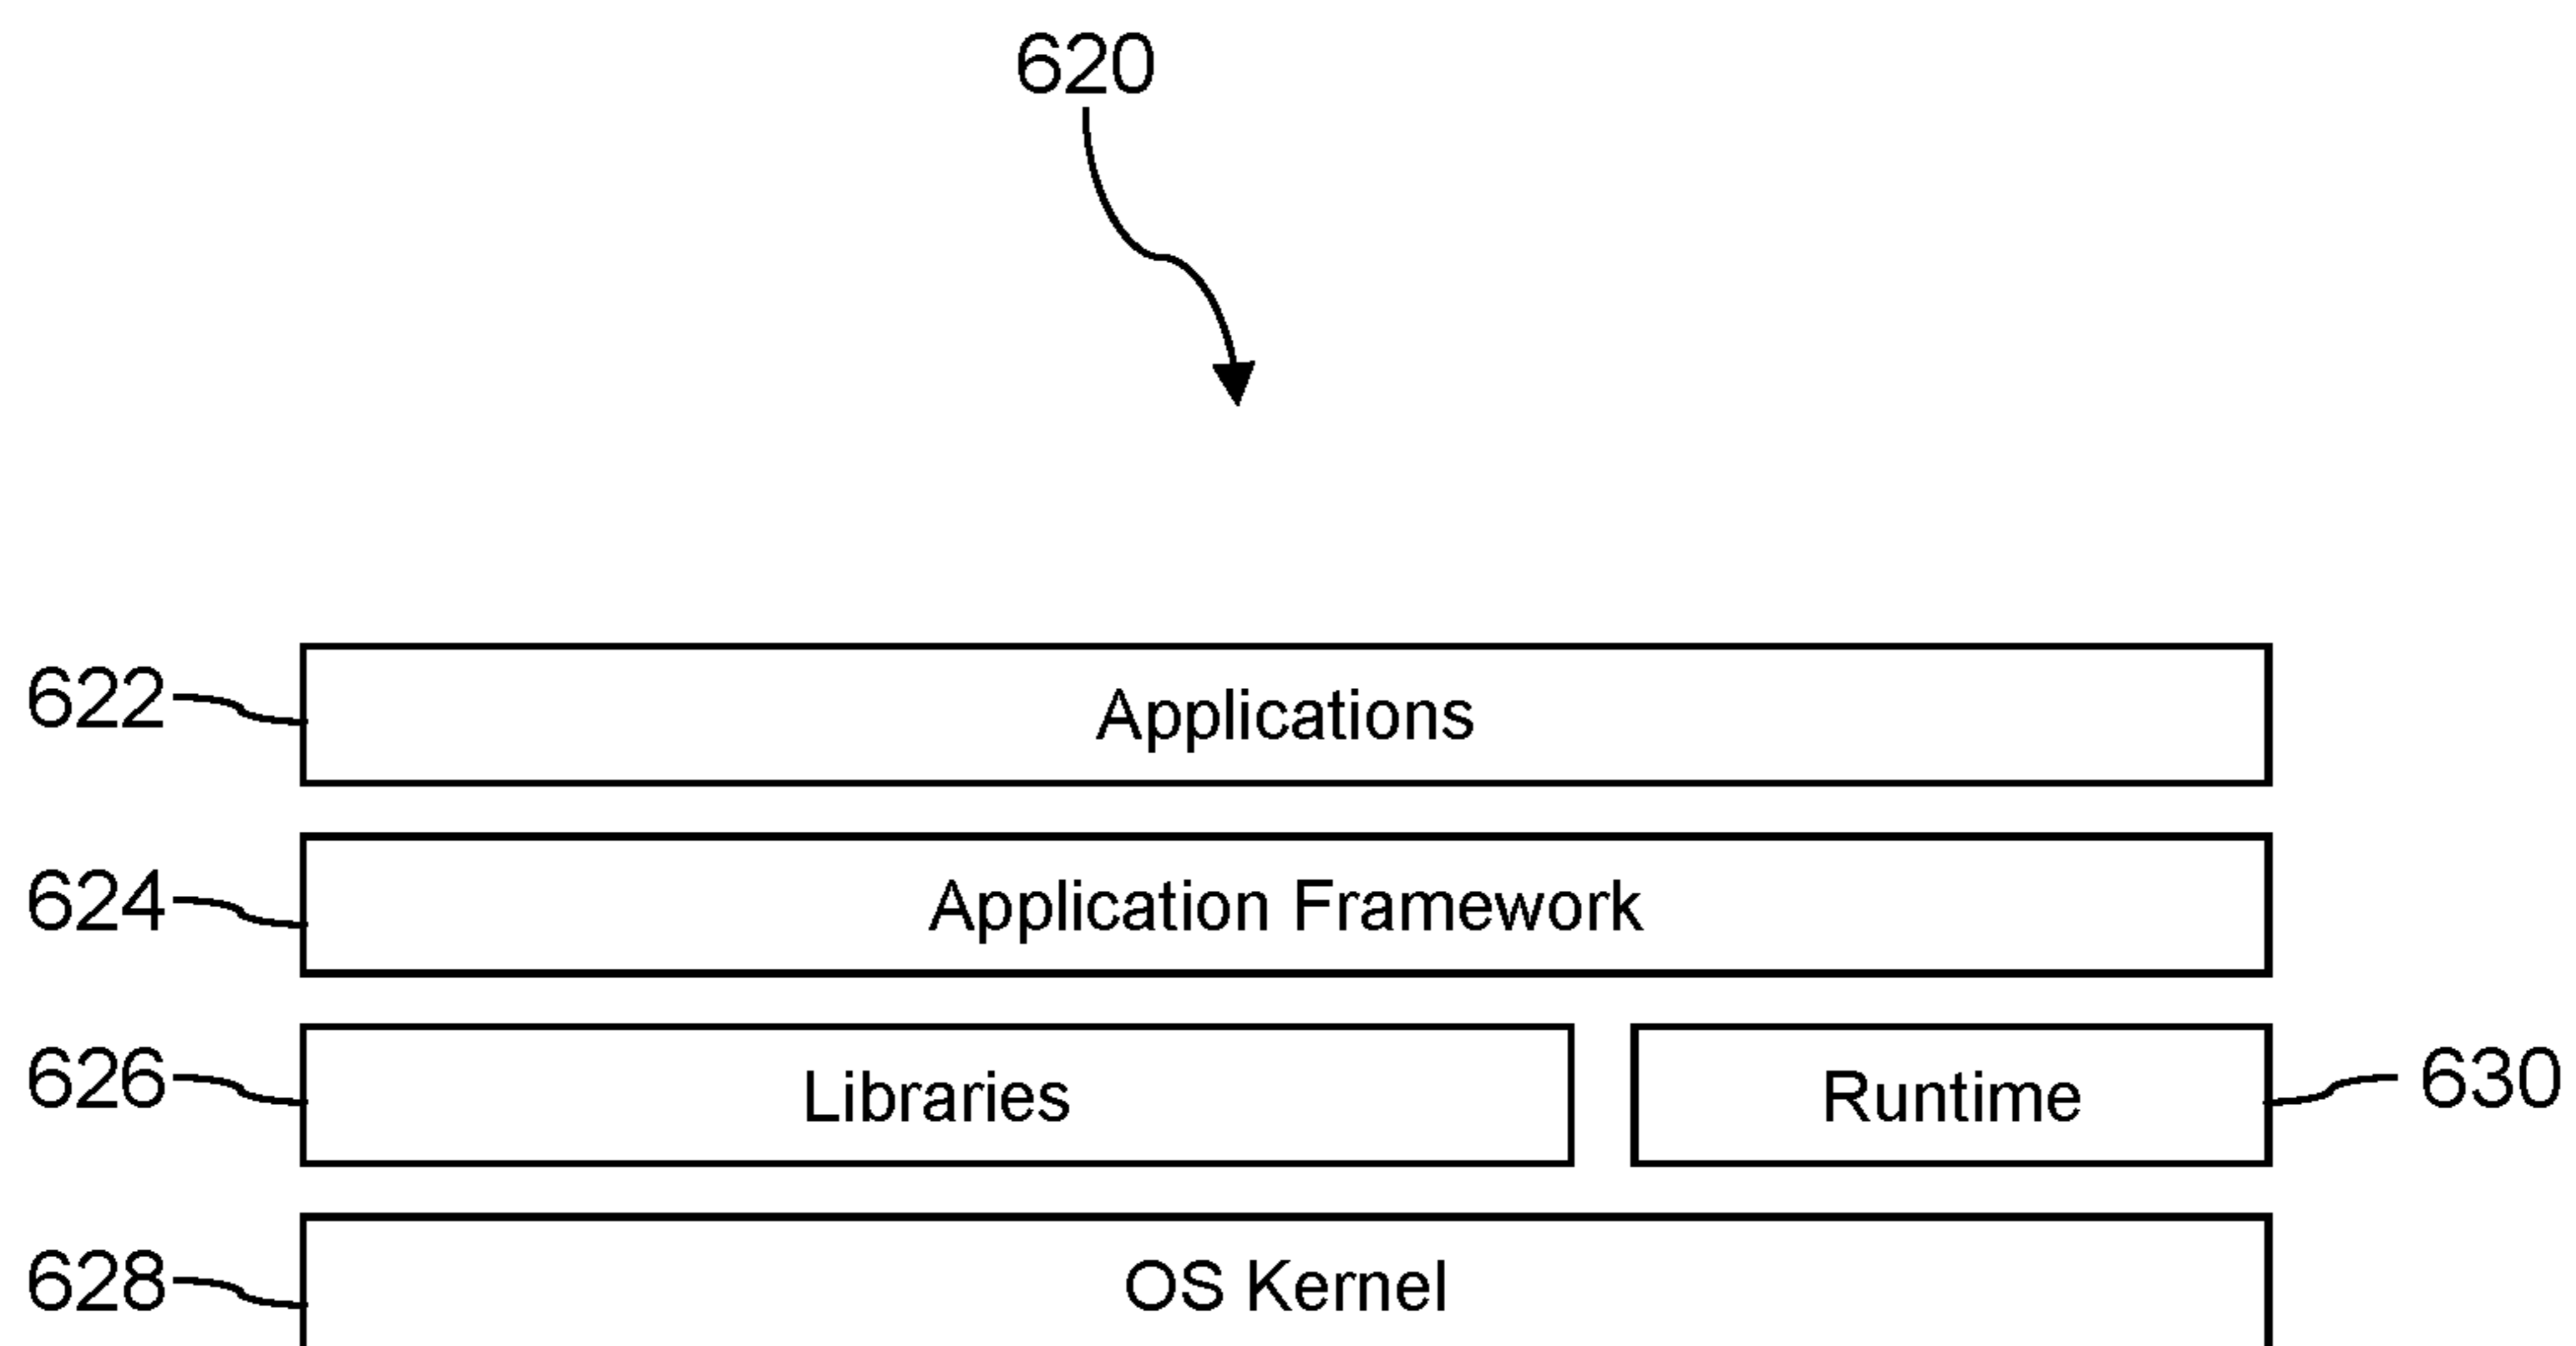 620
622 Applications
624 Application Framework
626 Libraries Runtime 630
628 OS Kernel